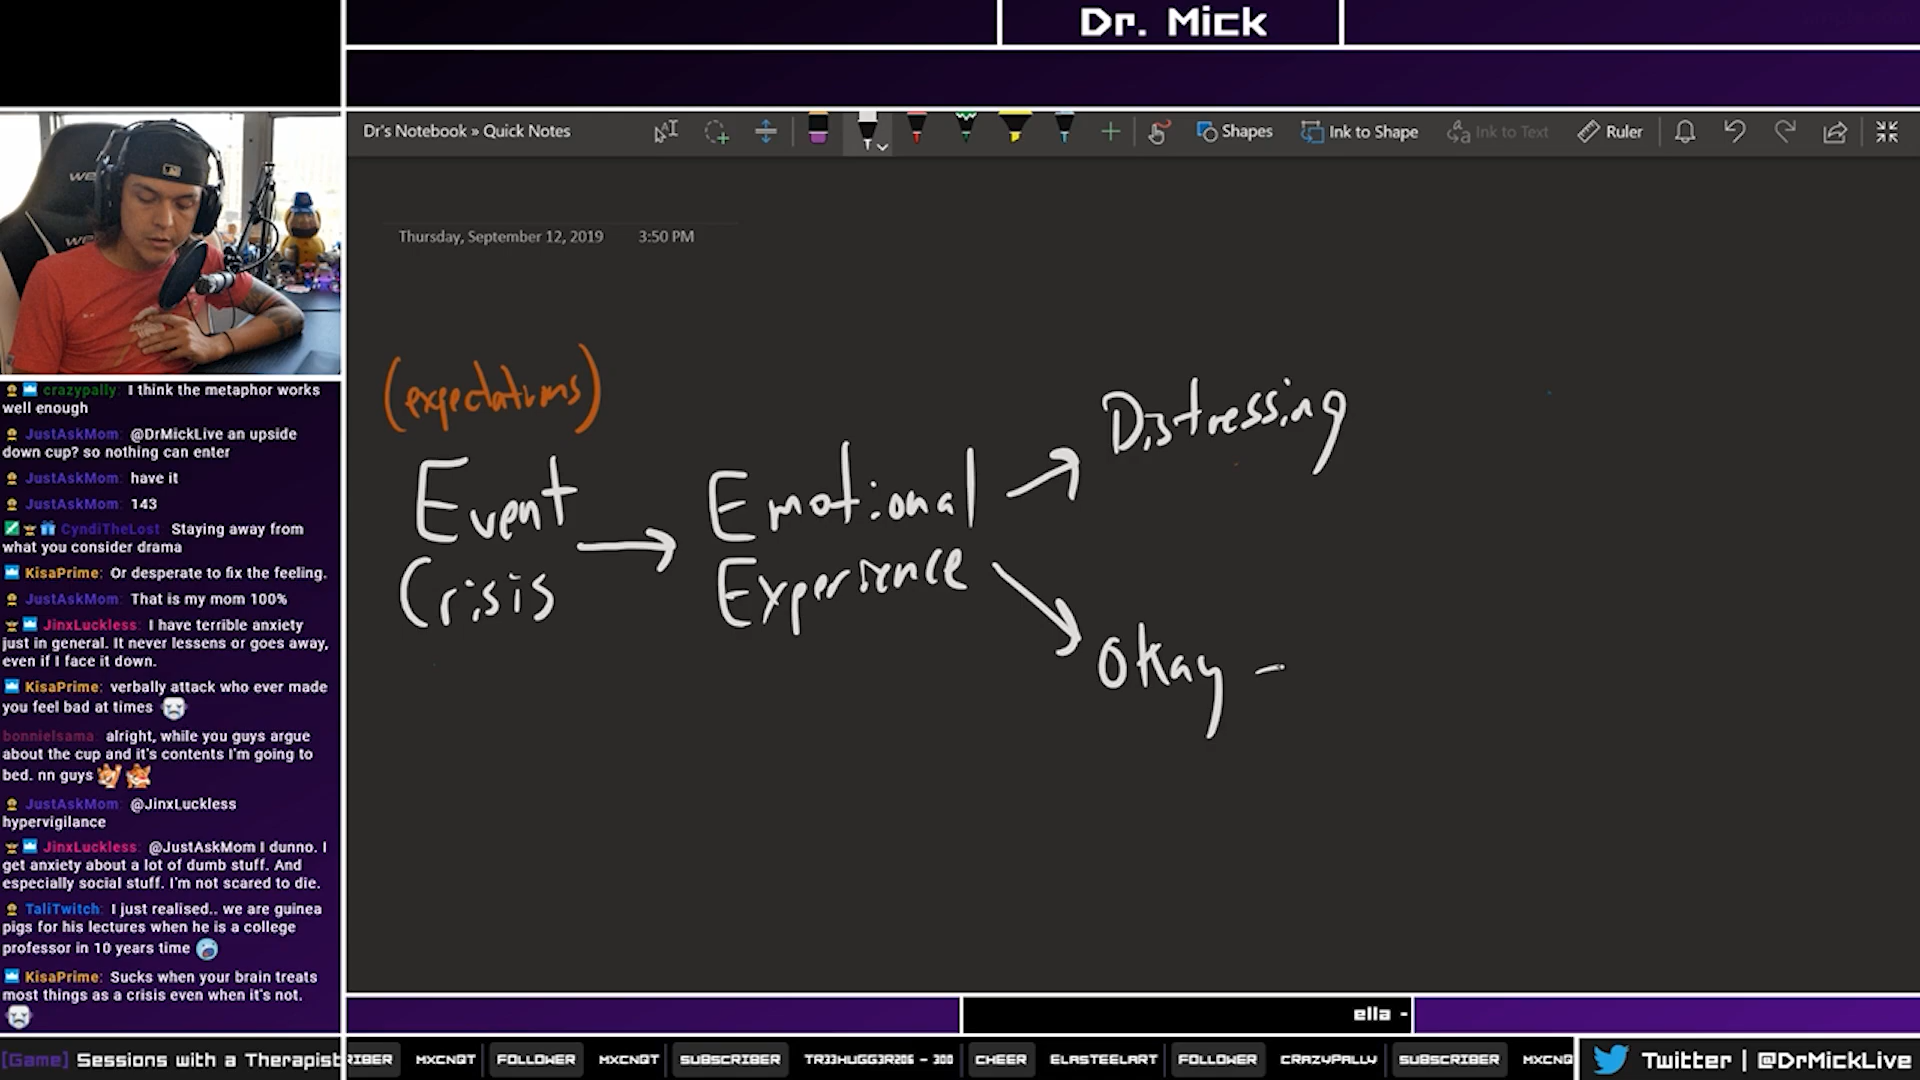 Dr. Mick
Dr's Notebook » Quick Notes
Shapes
Ink to Shape
Ink to Text
Ruler
Thursday, September 12, 2019 3:50 PM
(expectations)
Event
Crisis
Emotional
Experience
Distressing
Okay -
crazypally: I think the metaphor works
well enough
JustAskMom: @DrMickLive an upside
down cup? so nothing can enter
JustAskMom: have it
JustAskMom: 143
CyndiTheLost: Staying away from
what you consider drama
KisaPrime: Or desperate to fix the feeling.
JustAskMom: That is my mom 100%
JinxLuckless: I have terrible anxiety
just in general. It never lessens or goes away,
even if I face it down.
KisaPrime: verbally attack who ever made
you feel bad at times
bonnielsama: alright, while you guys argue
about the cup and it's contents I'm going to
bed. nn guys
JustAskMom: @JinxLuckless
hypervigilance
JinxLuckless: @JustAskMom I dunno. I
get anxiety about a lot of dumb stuff. And
especially social stuff. I'm not scared to die.
TaliTwitch: I just realised.. we are guinea
pigs for his lectures when he is a college
professor in 10 years time
KisaPrime: Sucks when your brain treats
most things as a crisis even when it's not.
ella -
[Game] Sessions with a Therapist
RIBER MXCNQT FOLLOWER MXCNQT SUBSCRIBER TR33HUGG3R206 - 300 CHEER ELASTEELART FOLLOWER CRAZYPALLY SUBSCRIBER MXCNQ
Twitter | @DrMickLive